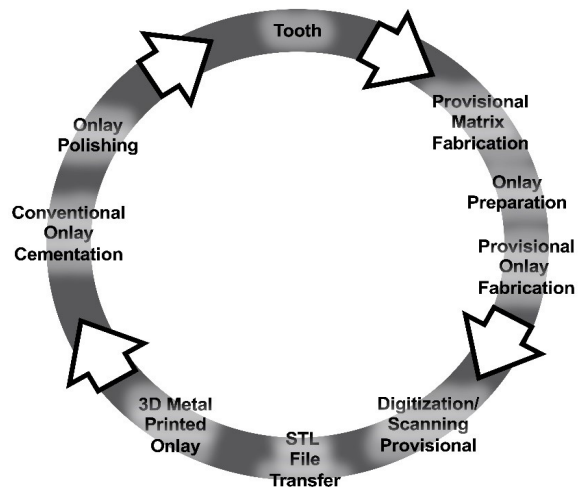 Tooth
Provisional
Matrix
Fabrication
Onlay
Preparation
Provisional
Onlay
Fabrication
Digitization/
Scanning
Provisional
STL
File
Transfer
3D Metal
Printed
Onlay
Conventional
Onlay
Cementation
Onlay
Polishing